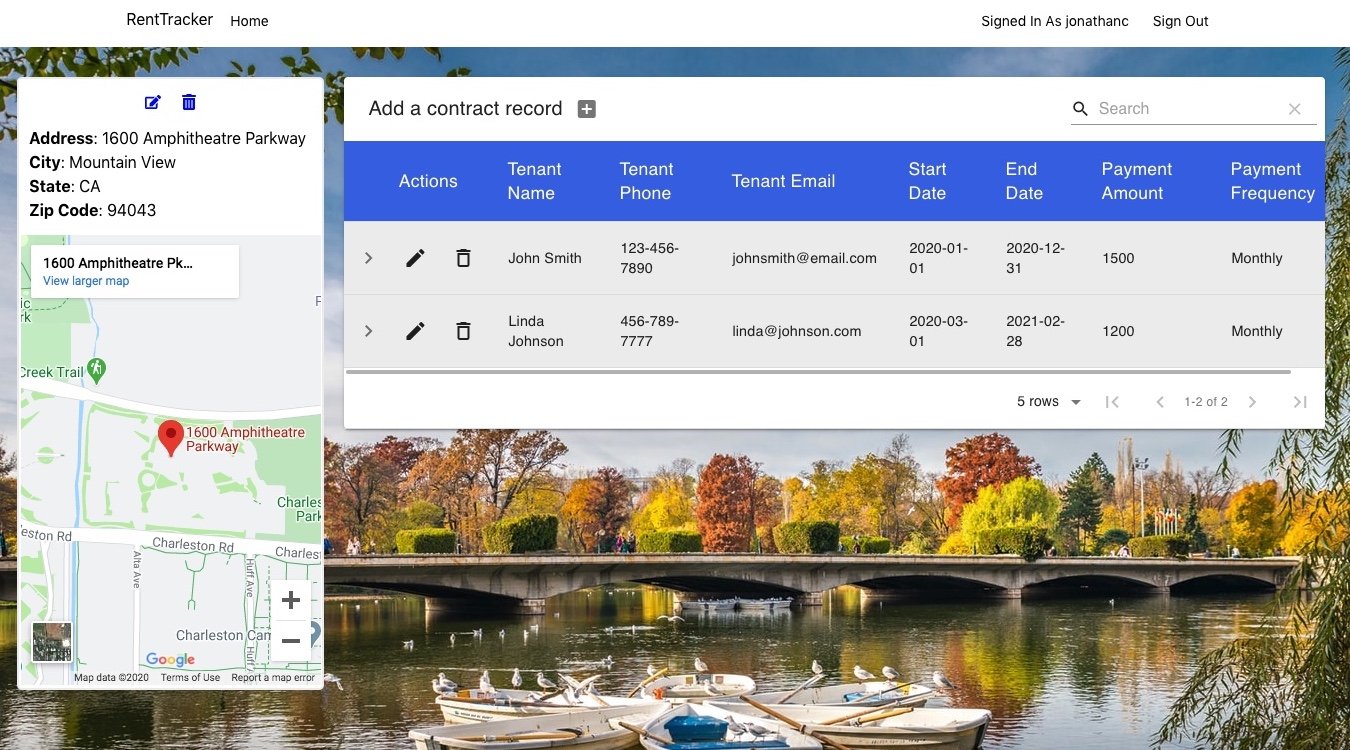 RentTracker Home Signed In As jonathanc Sign Out
Address: 1600 Amphitheatre Parkway
City: Mountain View
State: CA
Zip Code: 94043
1600 Amphitheatre Pk...
View larger map
Creek Trail
1600 Amphitheatre
Parkway
Charles
Park
eston Rd
Charleston Rd
Charlest
Alta Ave
Huff Ave
Huff
Charleston Cam
Google
Map data ©2020 Terms of Use Report a map error
Add a contract record
Search
Actions
Tenant
Name
Tenant
Phone
Tenant Email
Start
Date
End
Date
Payment
Amount
Payment
Frequency
John Smith
123-456-
7890
johnsmith@email.com
2020-01-
01
2020-12-
31
1500
Monthly
Linda
Johnson
456-789-
7777
linda@johnson.com
2020-03-
01
2021-02-
28
1200
Monthly
5 rows
1-2 of 2